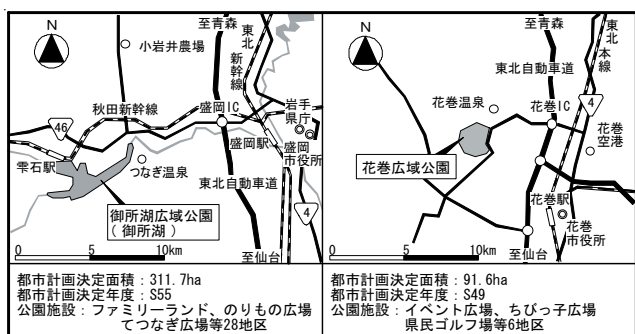 N
至青森
東北
新幹線
小岩井農場
秋田新幹線
盛岡IC
岩手
県庁
46
盛岡駅
盛岡
市役所
雫石駅
つなぎ温泉
東北自動車道
御所湖広域公園
( 御所湖 )
4
0 5 10km
至仙台
都市計画決定面積：311.7ha
都市計画決定年度：S55
公園施設：ファミリーランド、のりもの広場
てつなぎ広場等28地区
N
至青森
東北
本線
東北自動車道
花巻温泉
花巻IC
4
花巻
空港
花巻広域公園
花巻駅
花巻
市役所
0 5 10km
至仙台
都市計画決定面積：91.6ha
都市計画決定年度：S49
公園施設：イベント広場、ちびっ子広場
県民ゴルフ場等6地区